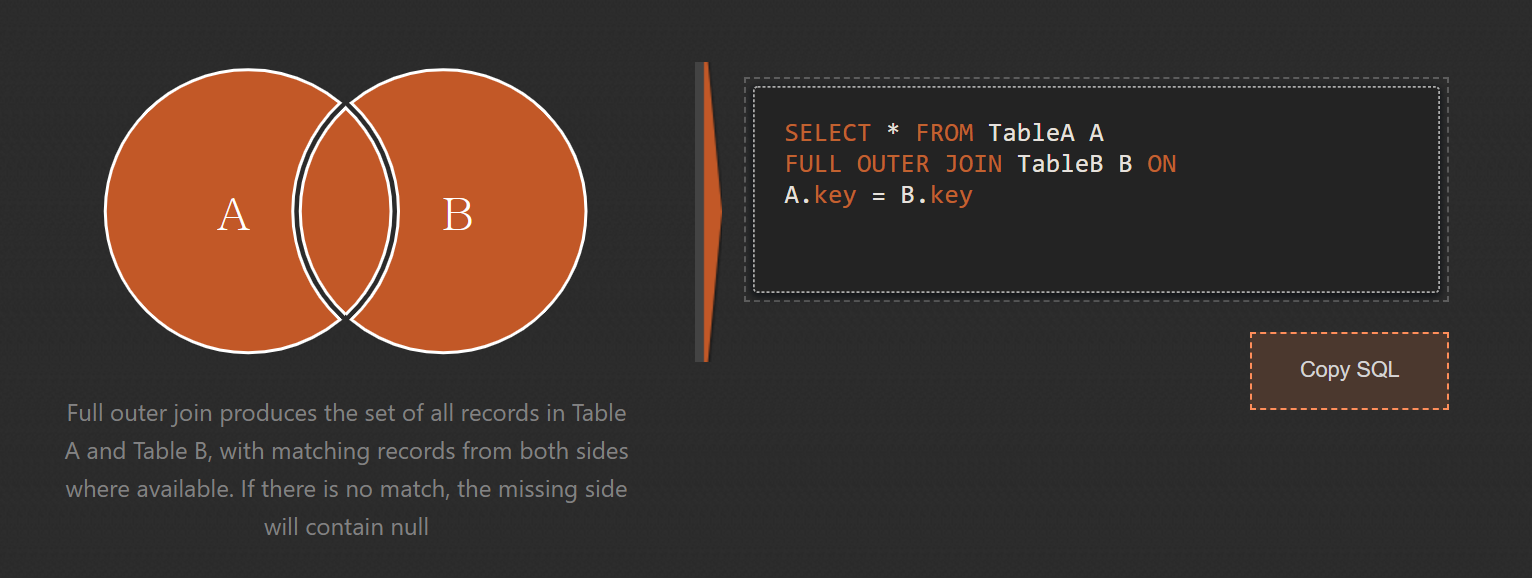 A
B
SELECT * FROM TableA A
FULL OUTER JOIN TableB B ON
A.key = B.key
Copy SQL
Full outer join produces the set of all records in Table
A and Table B, with matching records from both sides
where available. If there is no match, the missing side
will contain null